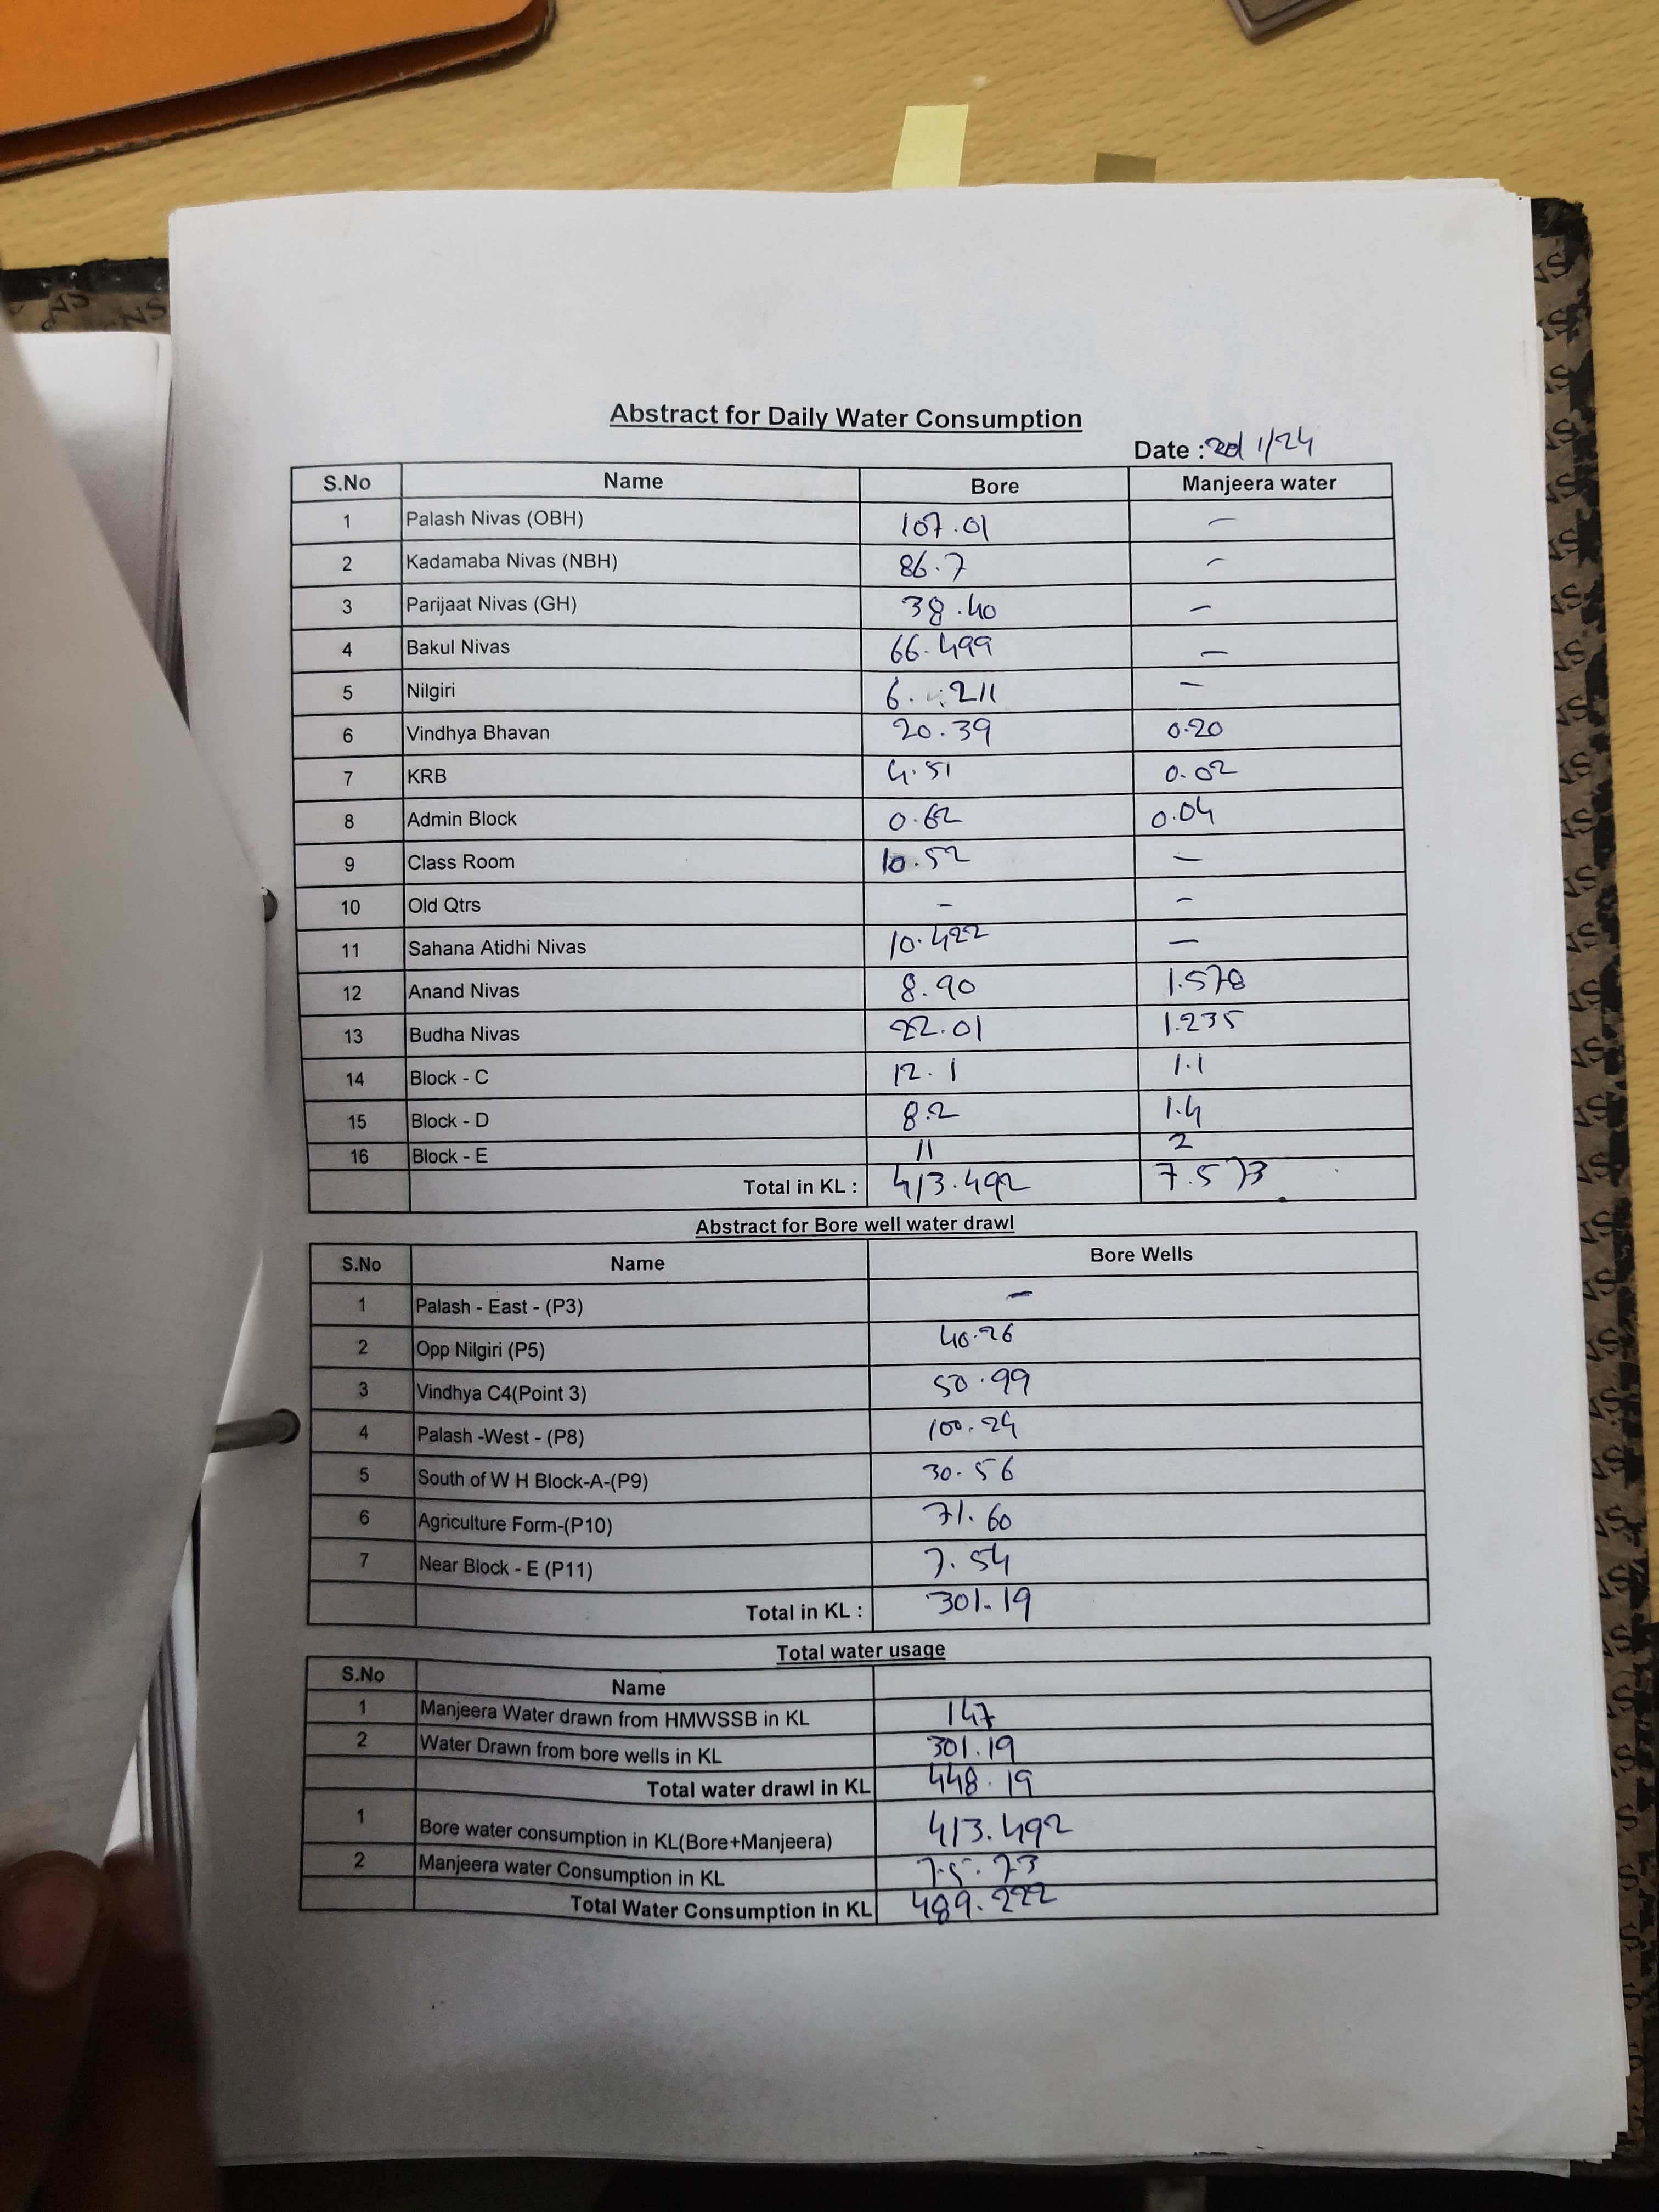 Abstract for Daily Water Consumption
Date : 1/24
S.No Name Bore Manjeera water
1 Palash Nivas (OBH) 107.01 -
2 Kadamaba Nivas (NBH) 86.7 -
3 Parijaat Nivas (GH) 38.40 -
4 Bakul Nivas 66.499 -
5 Nilgiri 6.211 -
6 Vindhya Bhavan 20.39 0.20
7 KRB 4.51 0.02
8 Admin Block 0.62 0.04
9 Class Room 10.52 -
10 Old Qtrs - -
11 Sahana Atidhi Nivas 10.422 -
12 Anand Nivas 8.90 1.578
13 Budha Nivas 22.01 1.235
14 Block - C 12.1 1.1
15 Block - D 8.2 1.4
16 Block - E 11 2
Total in KL : 413.492 7.573
Abstract for Bore well water drawl
S.No Name Bore Wells
1 Palash - East - (P3) -
2 Opp Nilgiri (P5) 40.26
3 Vindhya C4(Point 3) 50.99
4 Palash -West - (P8) 100.24
5 South of W H Block-A-(P9) 30.56
6 Agriculture Form-(P10) 71.60
7 Near Block - E (P11) 7.54
Total in KL : 301.19
Total water usage
S.No Name
1 Manjeera Water drawn from HMWSSB in KL 147
2 Water Drawn from bore wells in KL 301.19
Total water drawl in KL 448.19
1 Bore water consumption in KL(Bore+Manjeera) 413.492
2 Manjeera water Consumption in KL 7.5.73
Total Water Consumption in KL 489.222